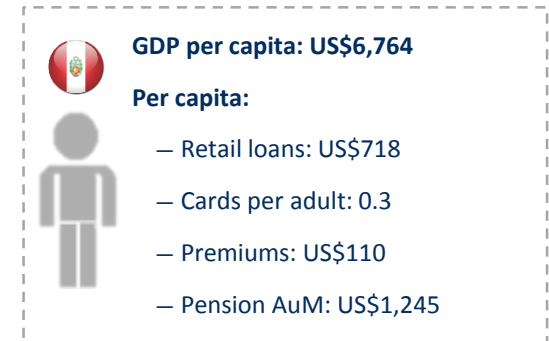 GDP per capita: US$6,764
Per capita:
— Retail loans: US$718
— Cards per adult: 0.3
— Premiums: US$110
— Pension AuM: US$1,245